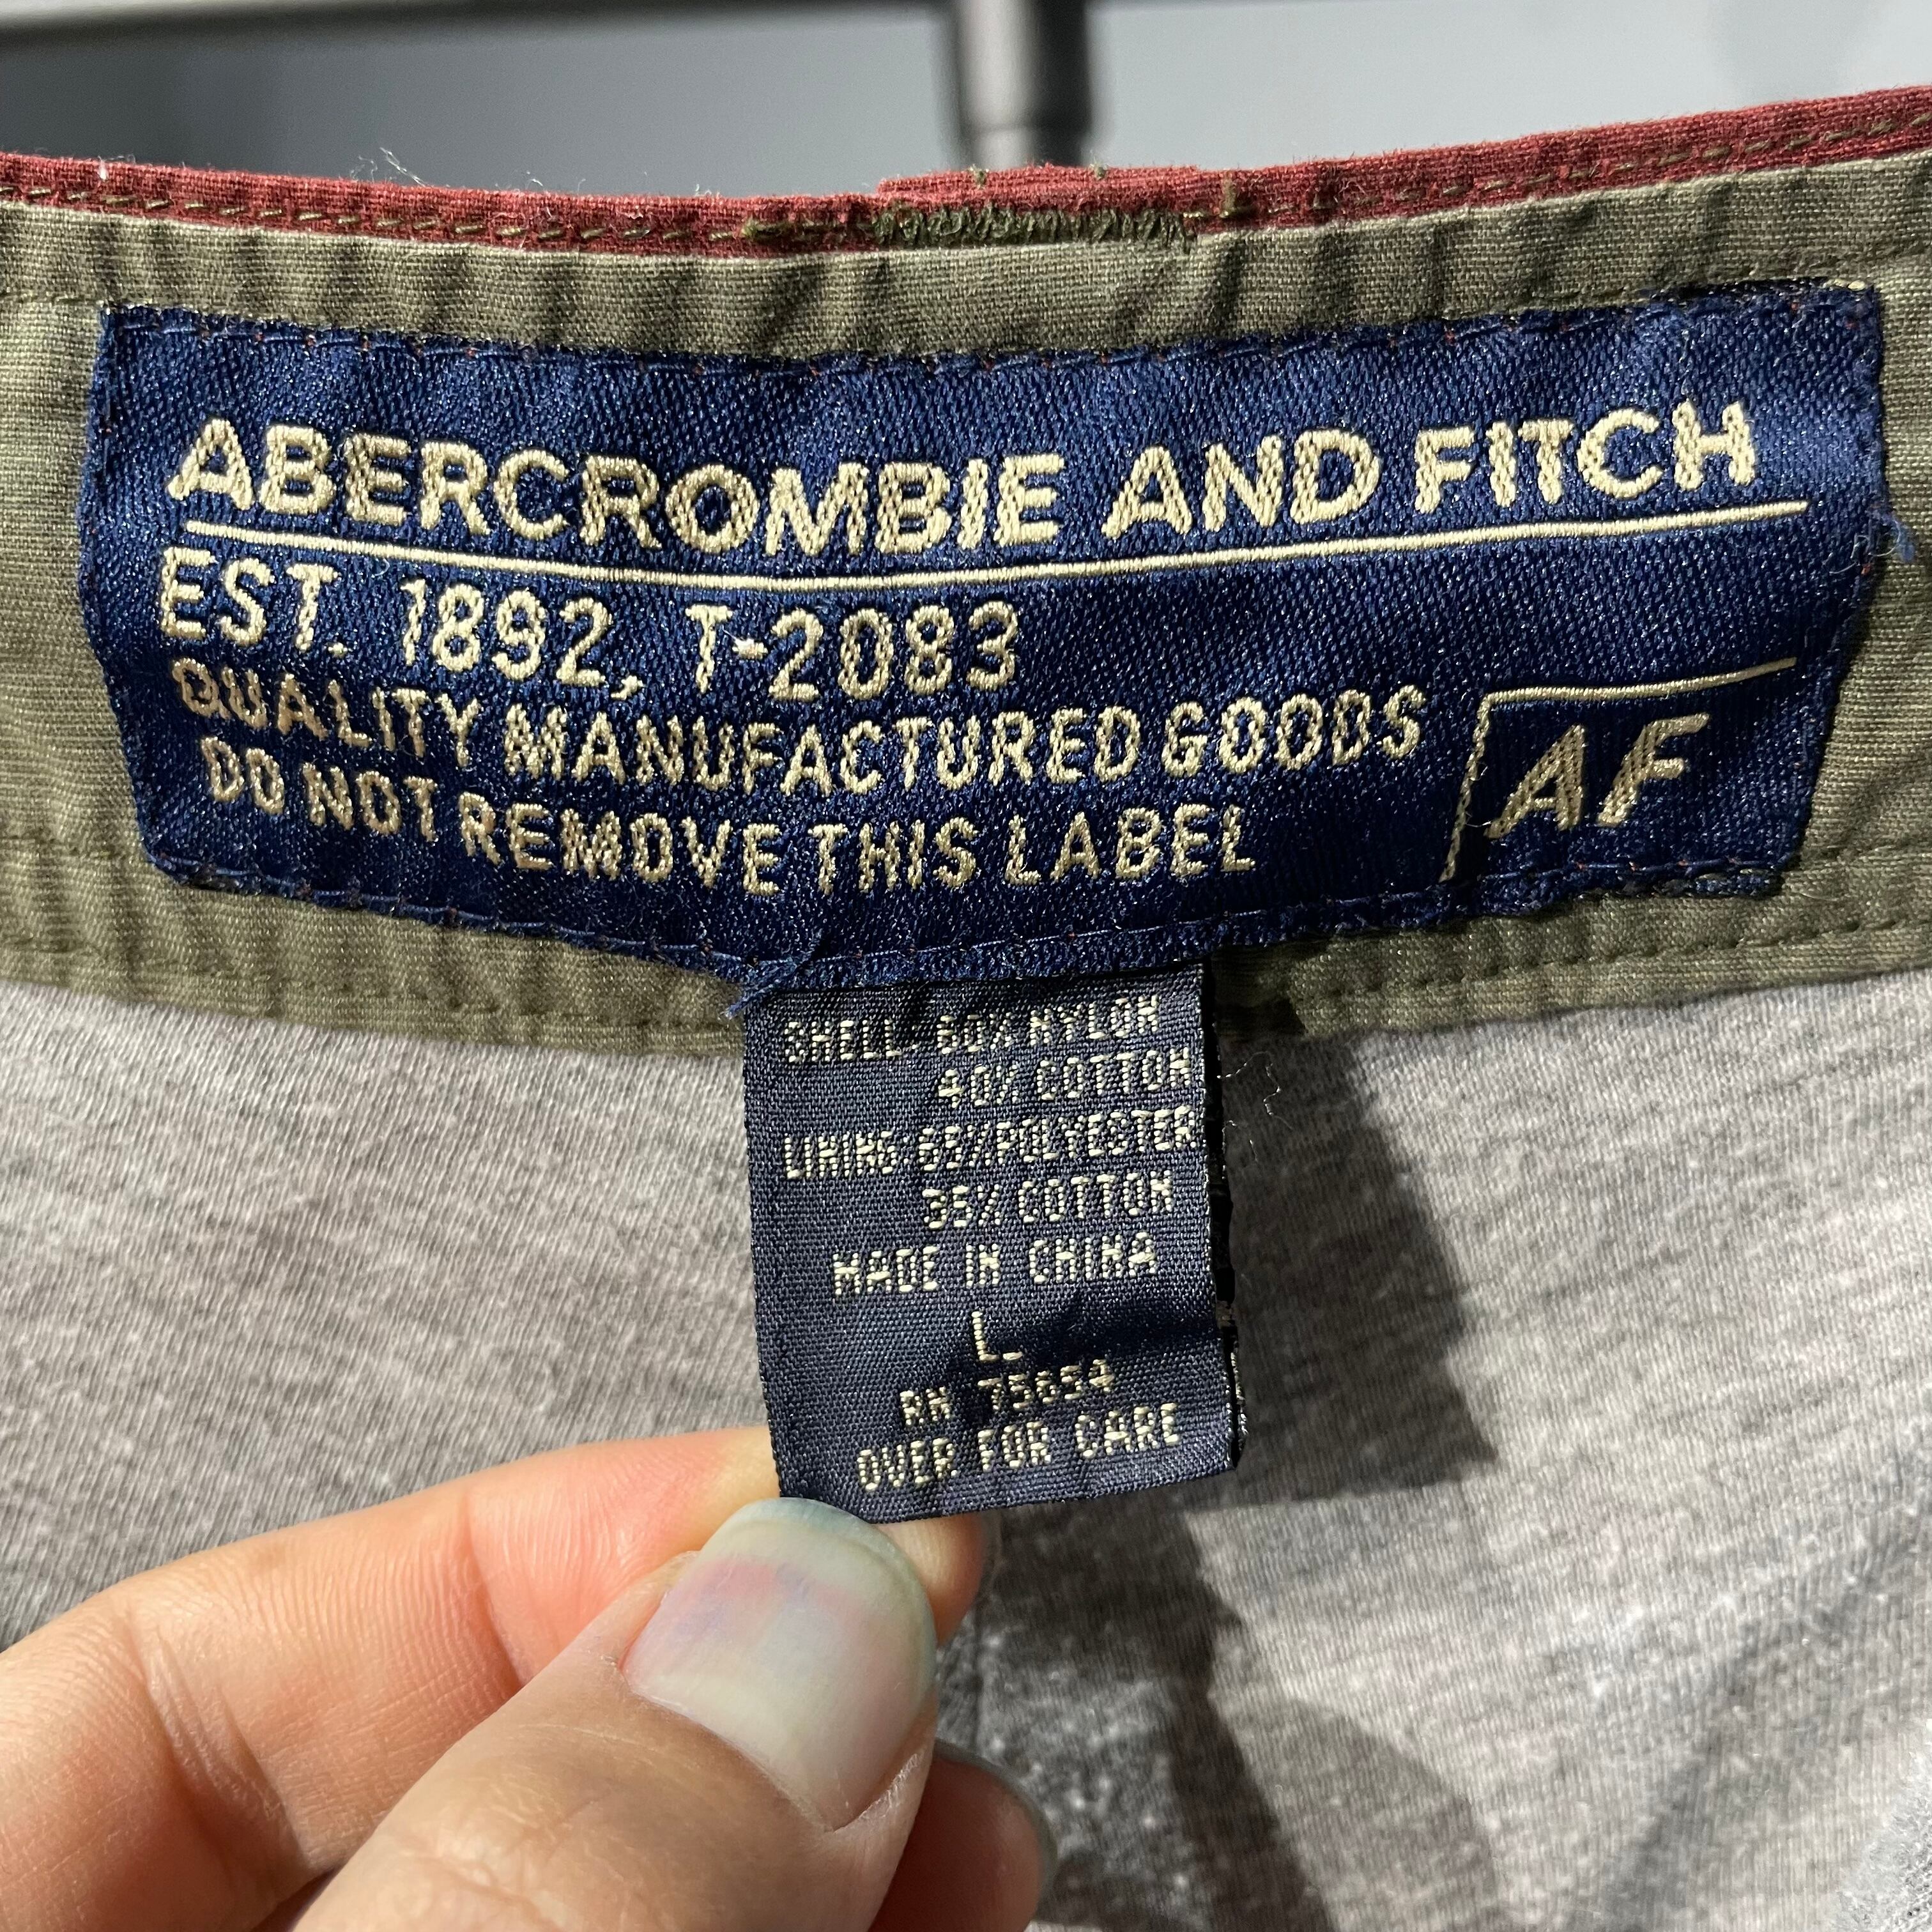 ABERCROMBIE AND FITCH
EST. 1892, T-2083
QUALITY MANUFACTURED GOODS
DO NOT REMOVE THIS LABEL
AF
SHELL: 60% NYLON
40% COTTON
LINING: 65% POLYESTER
35% COTTON
MADE IN CHINA
L.
RN 75654
OVER FOR CARE